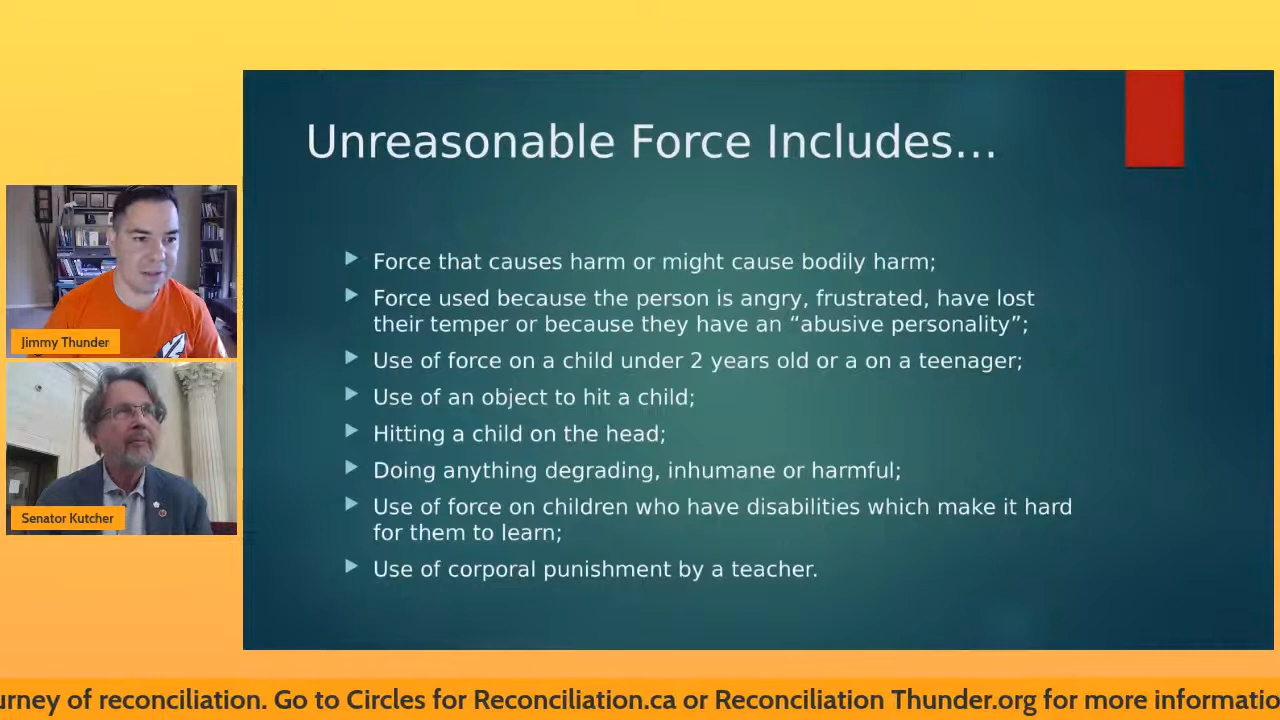 Unreasonable Force Includes...
Force that causes harm or might cause bodily harm;
Force used because the person is angry, frustrated, have lost
their temper or because they have an “abusive personality”;
Use of force on a child under 2 years old or a on a teenager;
Use of an object to hit a child;
Hitting a child on the head;
Doing anything degrading, inhumane or harmful;
Use of force on children who have disabilities which make it hard
for them to learn;
Use of corporal punishment by a teacher.
Jimmy Thunder
Senator Kutcher
urney of reconciliation. Go to Circles for Reconciliation.ca or Reconciliation Thunder.org for more informatio